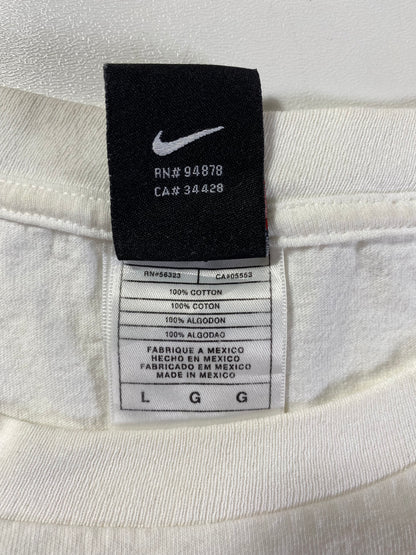 RN# 94878
CA# 34428
RN#56323 CA#05553
100% COTTON
100% COTON
100% ALGODON
100% ALGODAO
FABRIQUE A MEXICO
HECHO EN MEXICO
FABRICADO EM MEXICO
MADE IN MEXICO
L G G